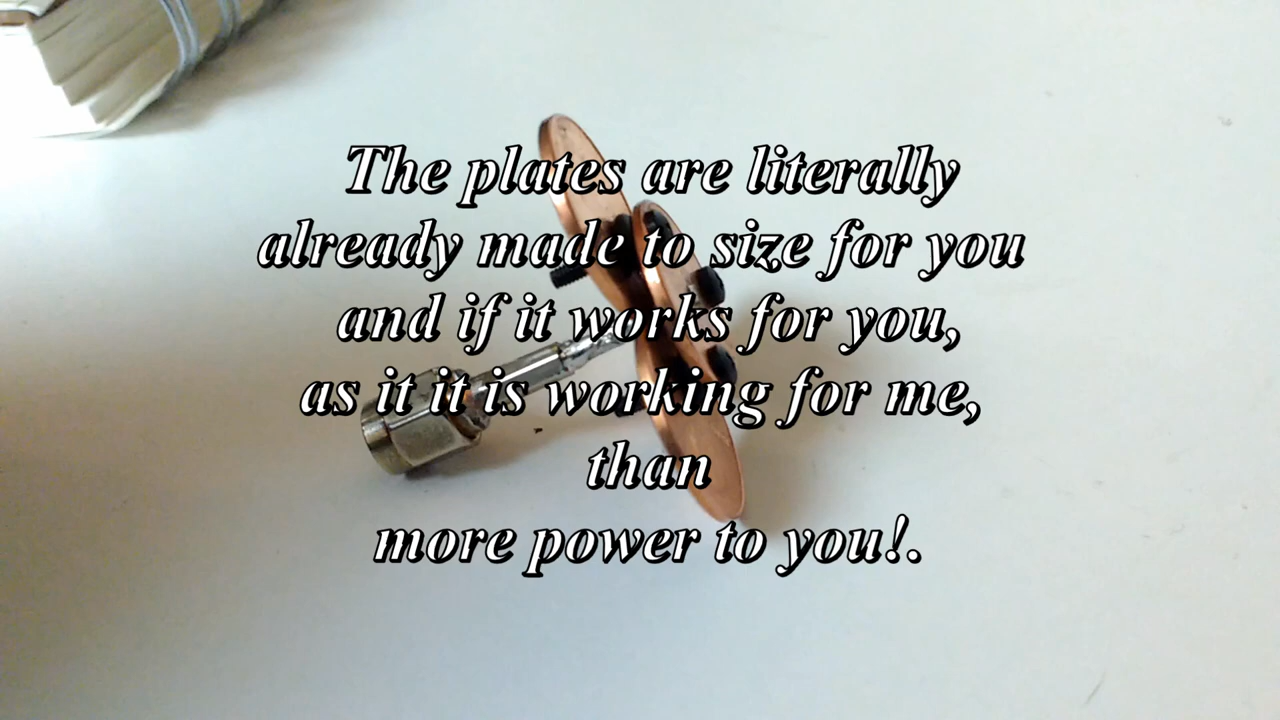 The plates are literally
already made to size for you
and if it works for you,
as it it is working for me,
than
more power to you!.